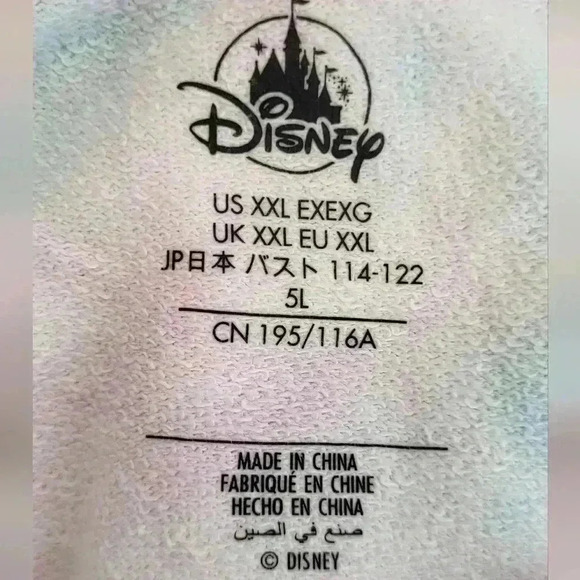 Disney
US XXL EXEXG
UK XXL EU XXL
JP日本 バスト 114-122
5L
CN 195/116A
MADE IN CHINA
FABRIQUÉ EN CHINE
HECHO EN CHINA
صنع في الصين
© DISNEY